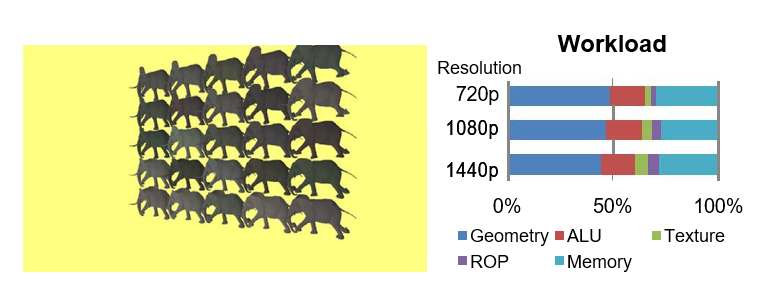 Workload
Resolution
720p
1080p
1440p
0% 50% 100%
Geometry ALU Texture
ROP Memory